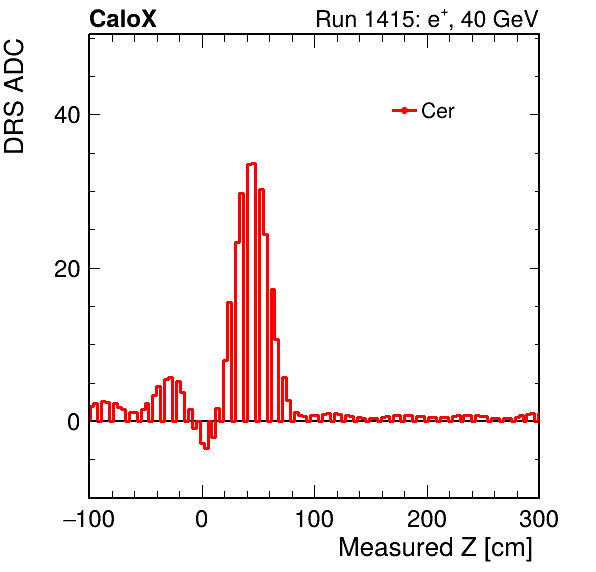 CaloX Run 1415: e⁺, 40 GeV
DRS ADC
Cer
40
20
0
−100 0 100 200 300
Measured Z [cm]